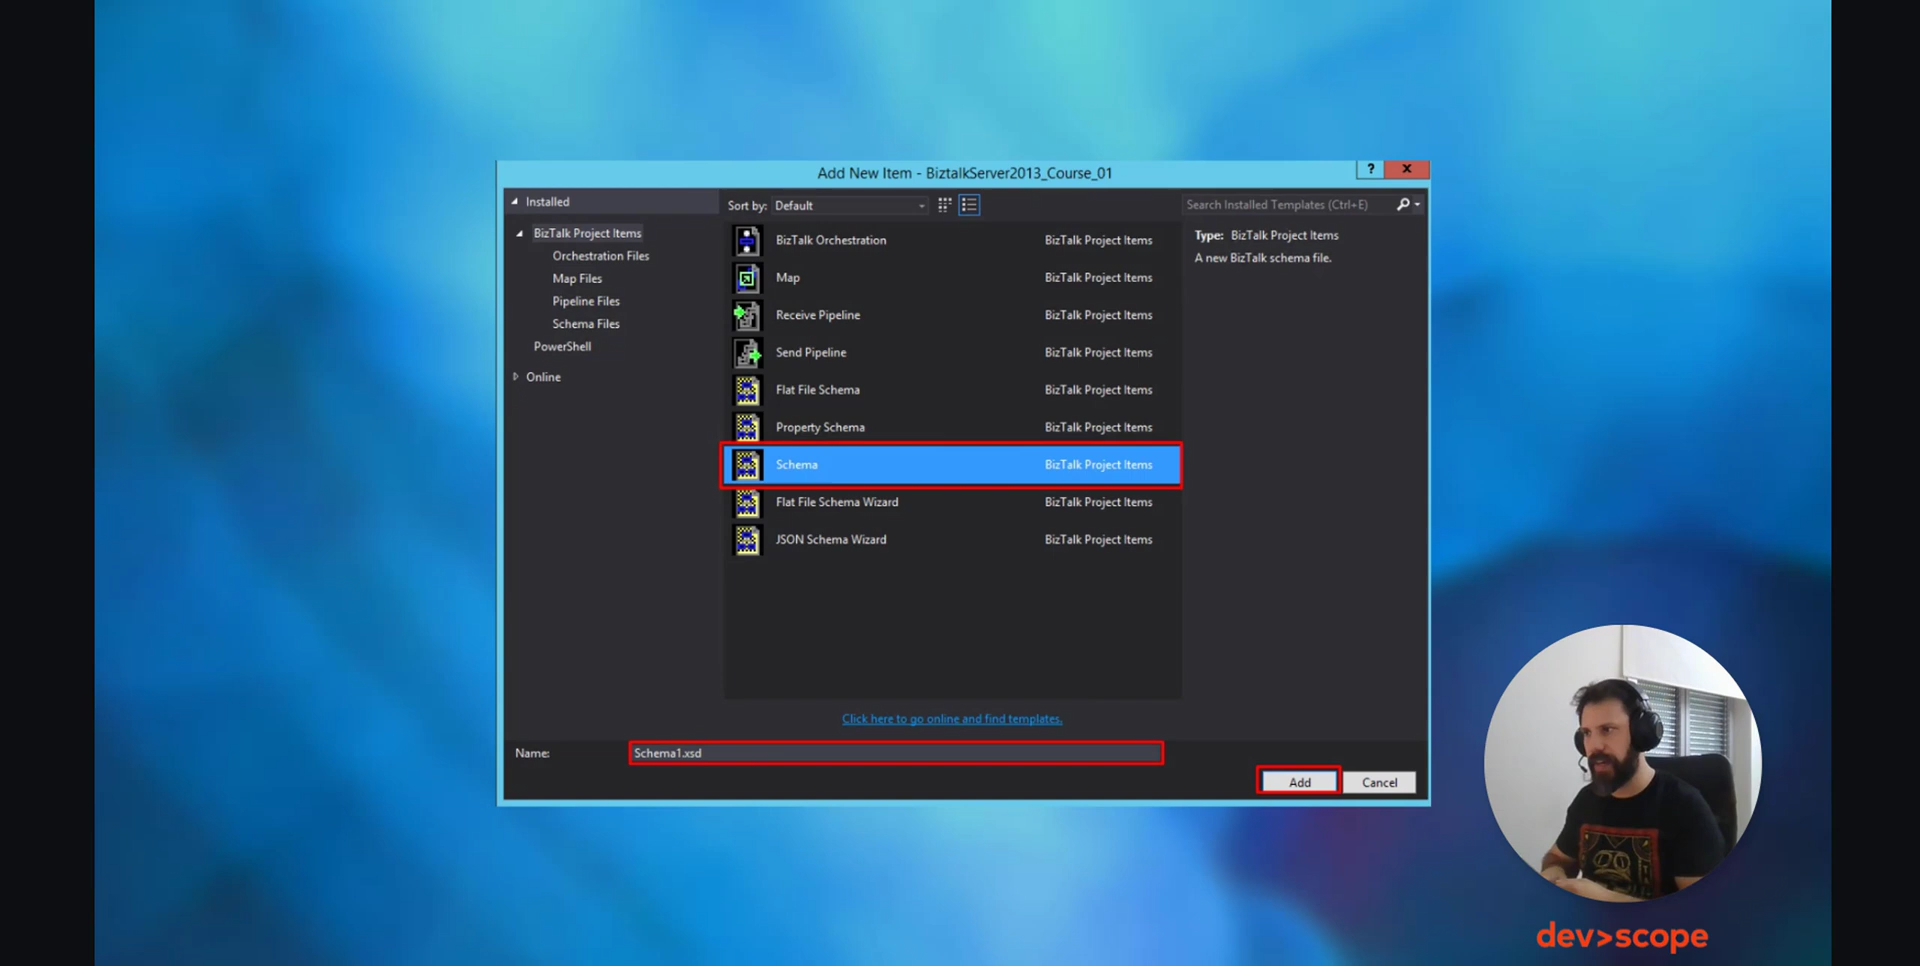 Add New Item - BiztalkServer2013_Course_01
?
x
Installed
Sort by: Default
Search Installed Templates (Ctrl+E)
BizTalk Project Items
Orchestration Files
Map Files
Pipeline Files
Schema Files
PowerShell
Online
BizTalk Orchestration BizTalk Project Items
Map BizTalk Project Items
Receive Pipeline BizTalk Project Items
Send Pipeline BizTalk Project Items
Flat File Schema BizTalk Project Items
Property Schema BizTalk Project Items
Schema BizTalk Project Items
Flat File Schema Wizard BizTalk Project Items
JSON Schema Wizard BizTalk Project Items
Type: BizTalk Project Items
A new BizTalk schema file.
Click here to go online and find templates.
Name: Schema1.xsd
Add Cancel
dev>scope